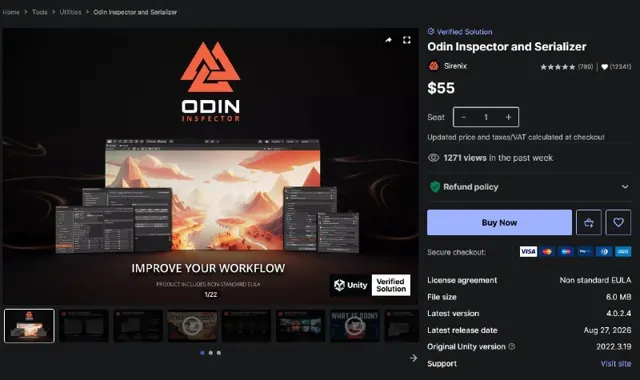 Home > Tools > Utilities > Odin Inspector and Serializer
ODIN
INSPECTOR
IMPROVE YOUR WORKFLOW
PRODUCT INCLUDES NON-STANDARD EULA
1/22
Unity
Verified
Solution
WHAT IS ODIN?
Verified Solution
Odin Inspector and Serializer
Sirenix
(789) | (12341)
$55
Seat - 1 +
Updated price and taxes/VAT calculated at checkout
1271 views in the past week
Refund policy
Buy Now
Secure checkout:
VISA
License agreement Non standard EULA
File size 6.0 MB
Latest version 4.0.2.4
Latest release date Aug 27, 2026
Original Unity version 2022.3.19
Support Visit site